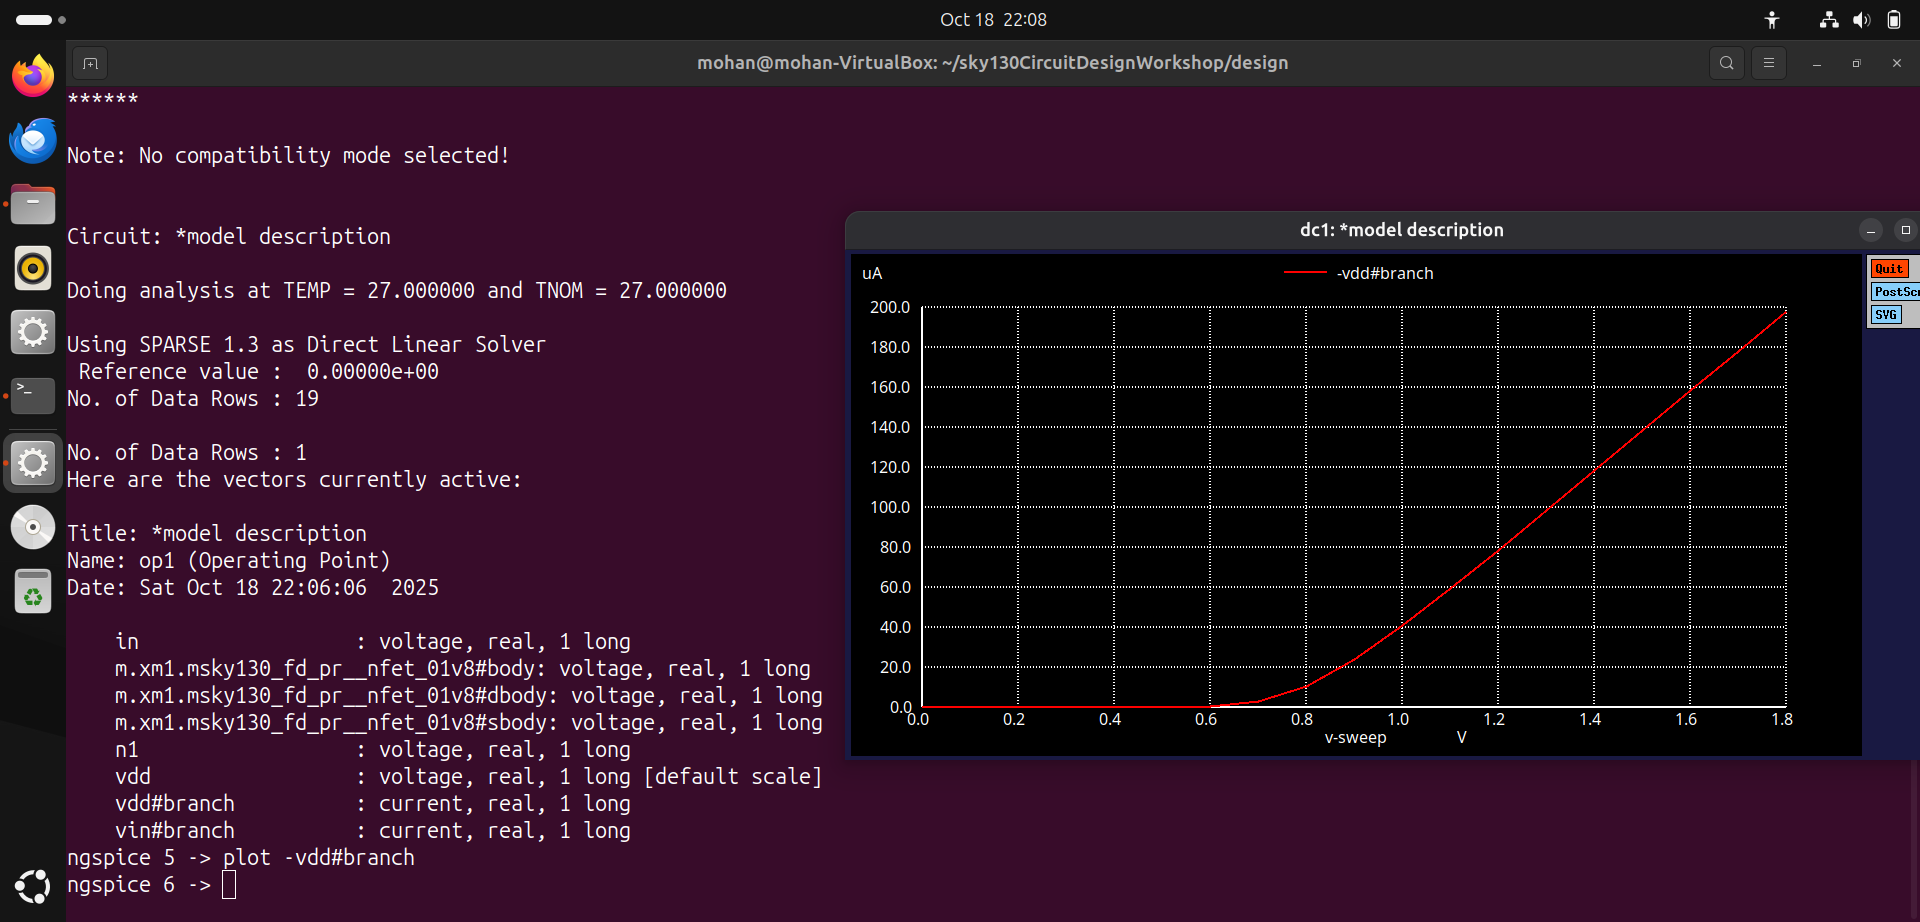 Oct 18 22:08
mohan@mohan-VirtualBox: ~/sky130CircuitDesignWorkshop/design
******
Note: No compatibility mode selected!
Circuit: *model description
Doing analysis at TEMP = 27.000000 and TNOM = 27.000000
Using SPARSE 1.3 as Direct Linear Solver
Reference value :  0.00000e+00
No. of Data Rows : 19
No. of Data Rows : 1
Here are the vectors currently active:
Title: *model description
Name: op1 (Operating Point)
Date: Sat Oct 18 22:06:06  2025
in                  : voltage, real, 1 long
m.xm1.msky130_fd_pr__nfet_01v8#body: voltage, real, 1 long
m.xm1.msky130_fd_pr__nfet_01v8#dbody: voltage, real, 1 long
m.xm1.msky130_fd_pr__nfet_01v8#sbody: voltage, real, 1 long
n1                  : voltage, real, 1 long
vdd                 : voltage, real, 1 long [default scale]
vdd#branch          : current, real, 1 long
vin#branch          : current, real, 1 long
ngspice 5 -> plot -vdd#branch
ngspice 6 ->
dc1: *model description
uA
-vdd#branch
Quit
PostScr
SVG
200.0
180.0
160.0
140.0
120.0
100.0
80.0
60.0
40.0
20.0
0.0
0.0 0.2 0.4 0.6 0.8 1.0 1.2 1.4 1.6 1.8
v-sweep V